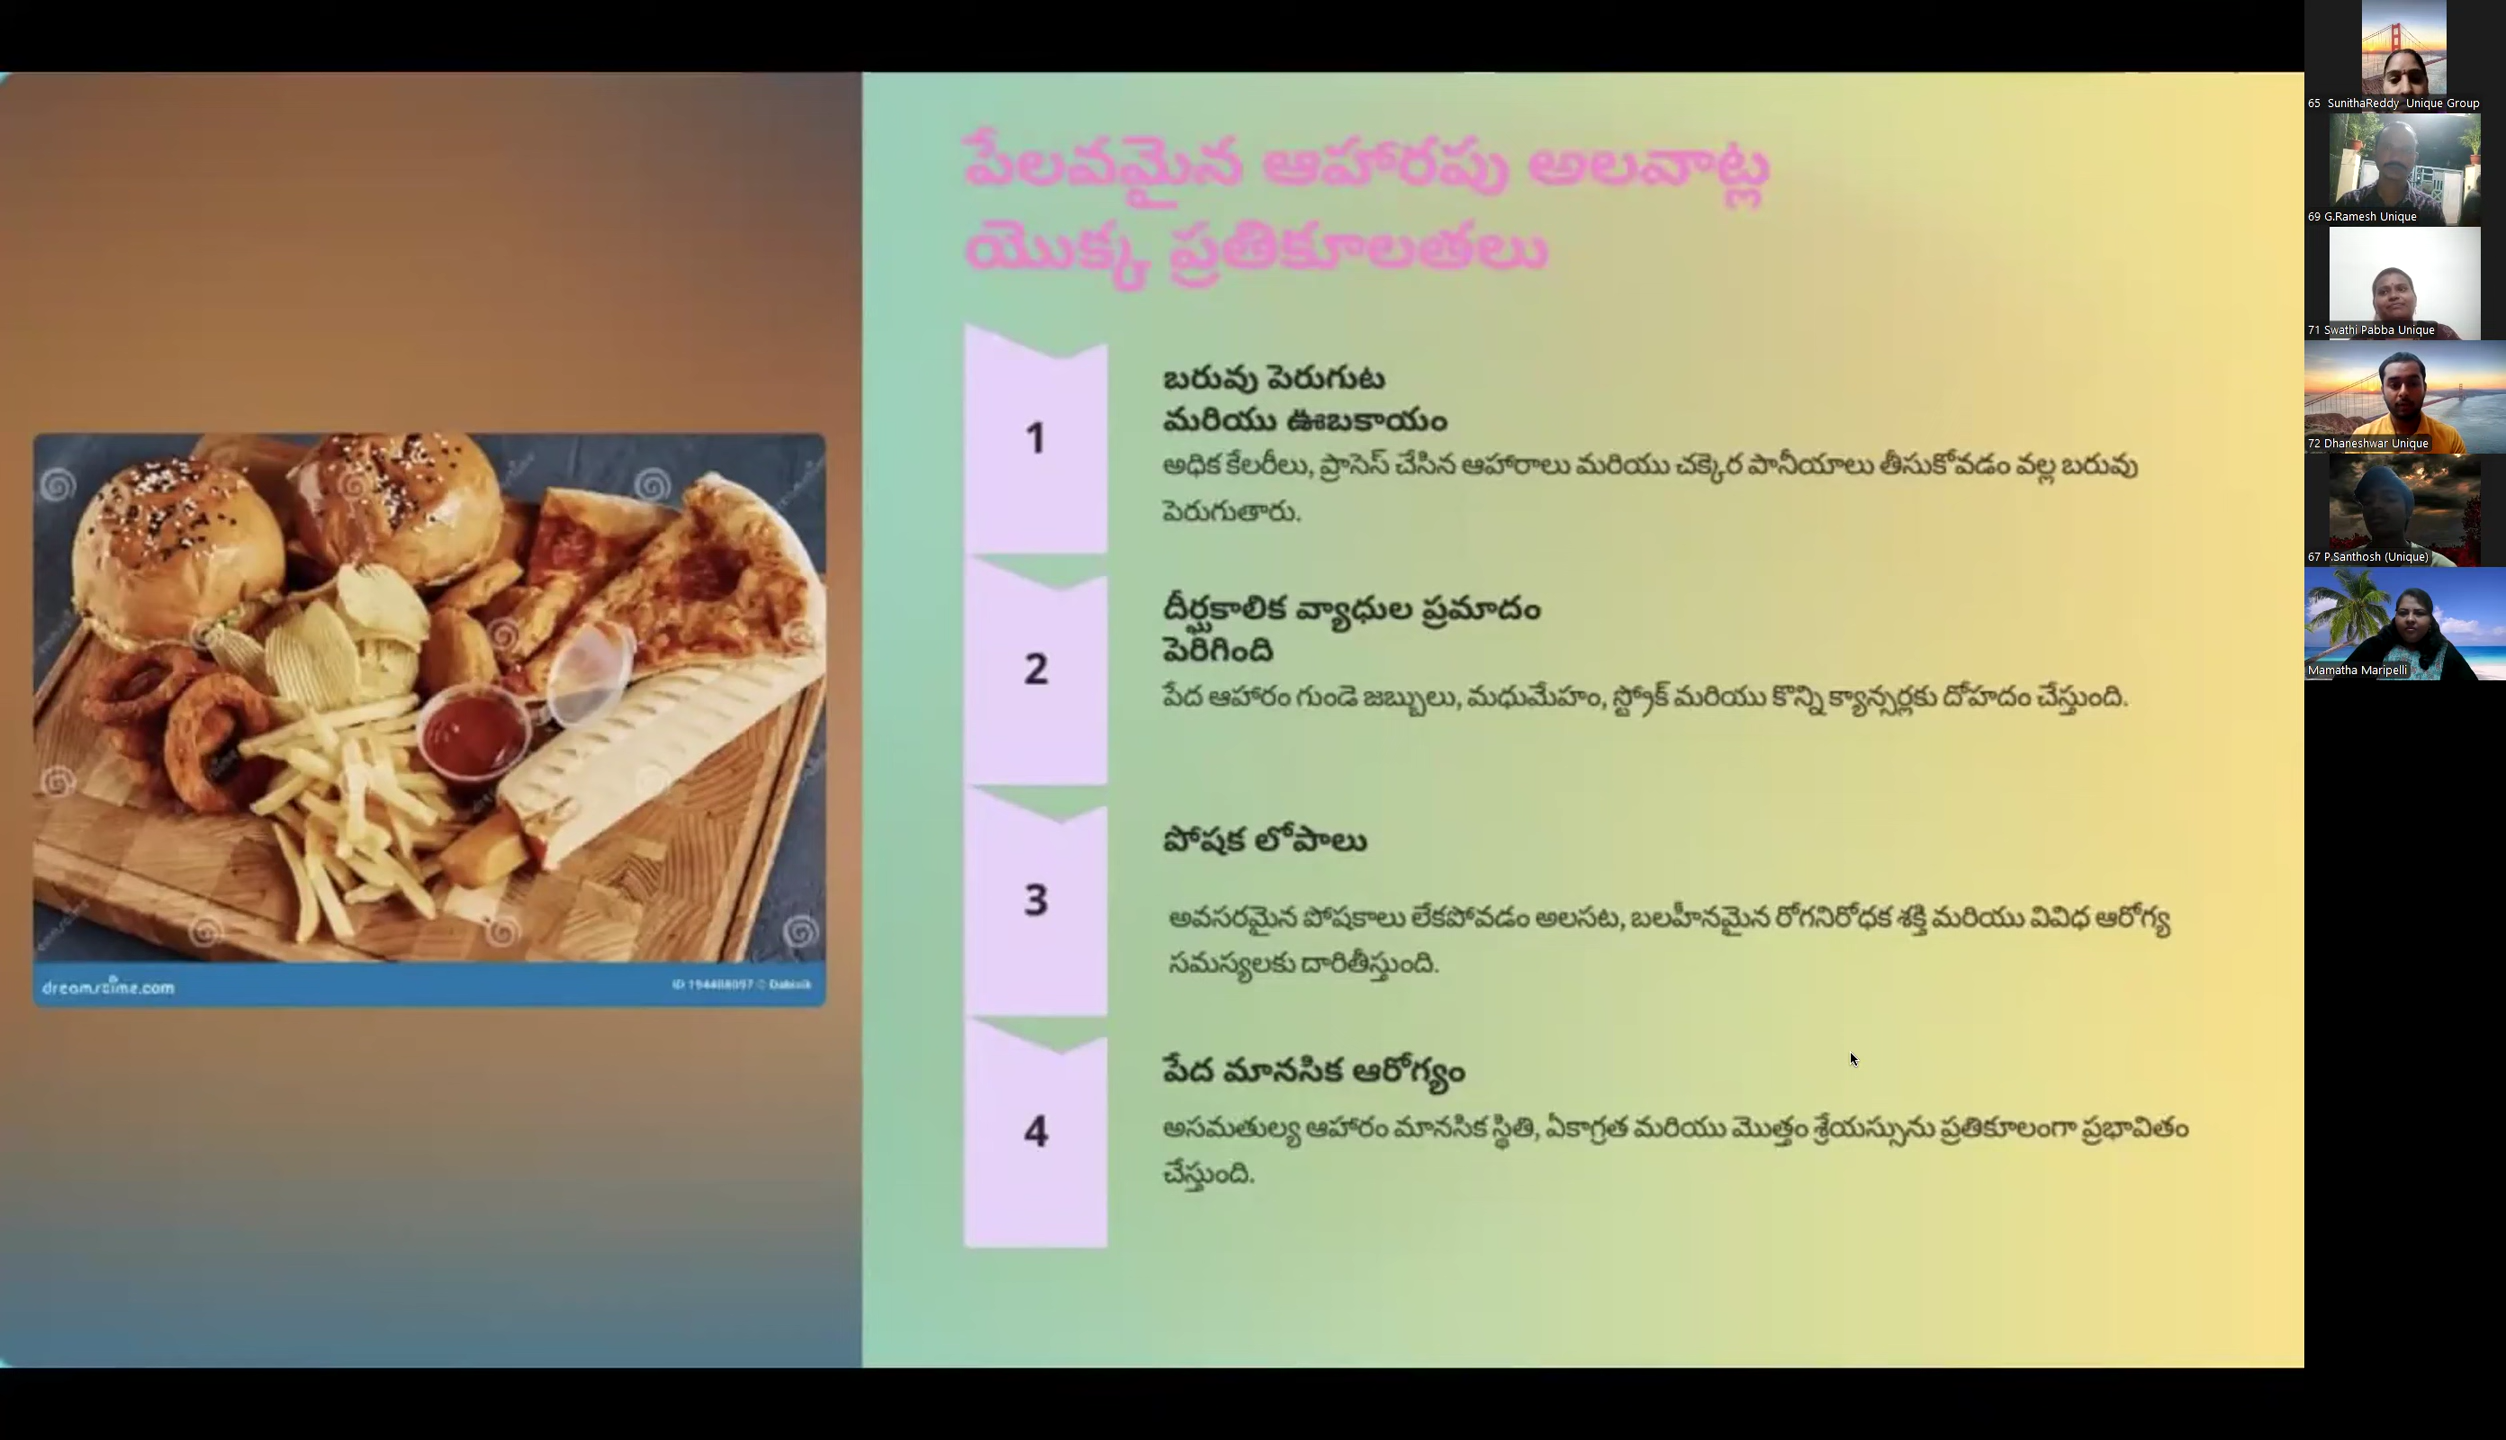 పేలవమైన ఆహారపు అలవాట్ల
యొక్క ప్రతికూలతలు
1
బరువు పెరుగుట
మరియు ఊబకాయం
అధిక కేలరీలు, ప్రాసెస్ చేసిన ఆహారాలు మరియు చక్కెర పానీయాలు తీసుకోవడం వల్ల బరువు
పెరుగుతారు.
2
దీర్ఘకాలిక వ్యాధుల ప్రమాదం
పెరిగింది
పేద ఆహారం గుండె జబ్బులు, మధుమేహం, స్ట్రోక్ మరియు కొన్ని క్యాన్సర్లకు దోహదం చేస్తుంది.
3
పోషక లోపాలు
అవసరమైన పోషకాలు లేకపోవడం అలసట, బలహీనమైన రోగనిరోధక శక్తి మరియు వివిధ ఆరోగ్య
సమస్యలకు దారితీస్తుంది.
4
పేద మానసిక ఆరోగ్యం
అసమతుల్య ఆహారం మానసిక స్థితి, ఏకాగ్రత మరియు మొత్తం శ్రేయస్సును ప్రతికూలంగా ప్రభావితం
చేస్తుంది.
dreamstime.com
65 SunithaReddy Unique Group
69 G.Ramesh Unique
71 Swathi Pabba Unique
72 Dhaneshwar Unique
67 P.Santhosh (Unique)
Mamatha Maripelli